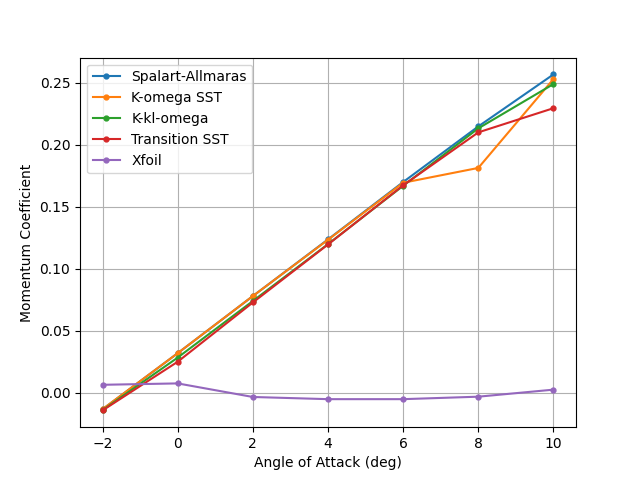 Spalart-Allmaras
K-omega SST
K-kl-omega
Transition SST
Xfoil
0.25
0.20
0.15
0.10
0.05
0.00
Momentum Coefficient
−2
0
2
4
6
8
10
Angle of Attack (deg)